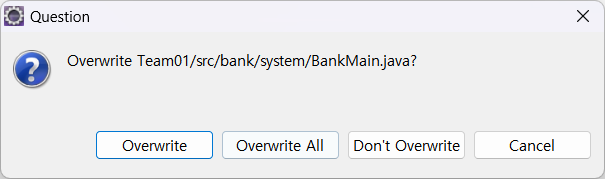 Question
Overwrite Team01/src/bank/system/BankMain.java?
Overwrite
Overwrite All
Don't Overwrite
Cancel